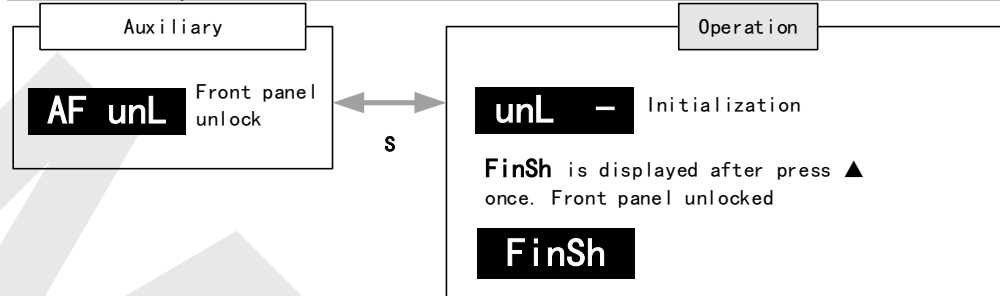 Auxiliary
AF unL
Front panel
unlock
S
Operation
unL -
Initialization
FinSh is displayed after press ▲
once. Front panel unlocked
FinSh